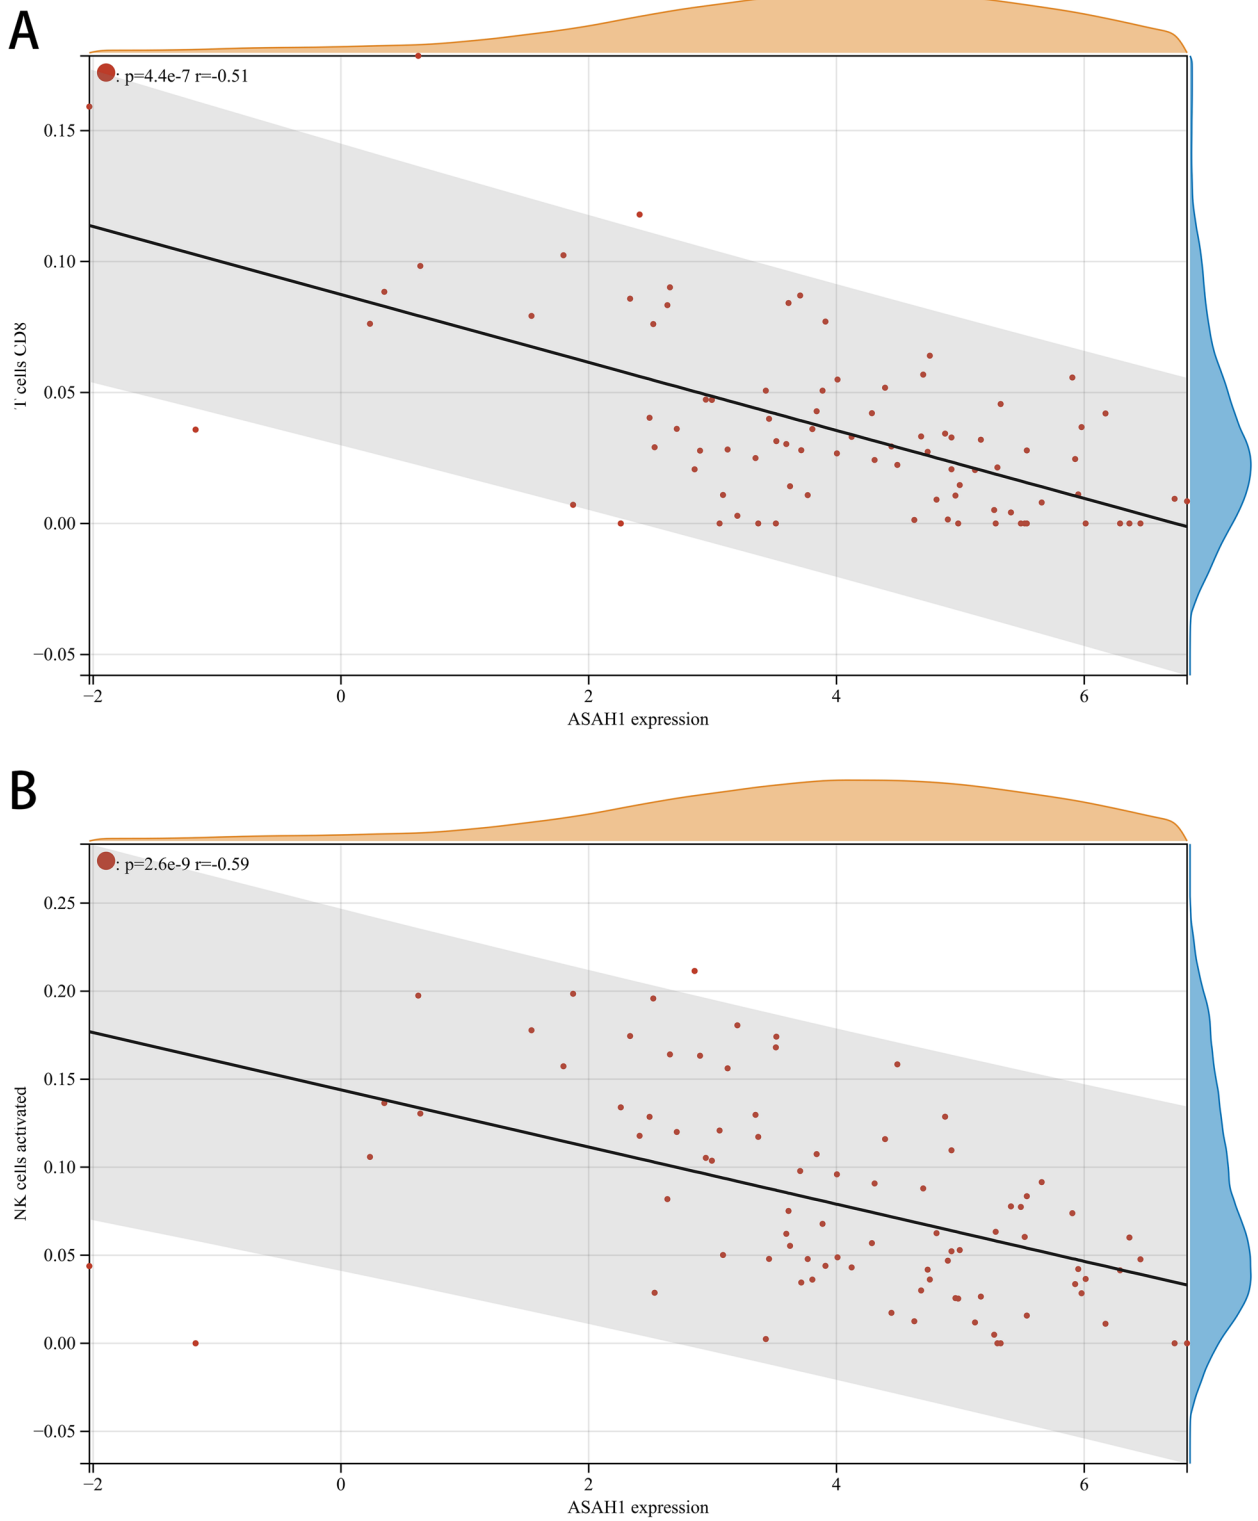 A
: p=4.4e-7 r=-0.51
0.15
0.10
0.05
0.00
−0.05
T cells CD8
−2 0 2 4 6
ASAH1 expression
B
: p=2.6e-9 r=-0.59
0.25
0.20
0.15
0.10
0.05
0.00
−0.05
NK cells activated
−2 0 2 4 6
ASAH1 expression